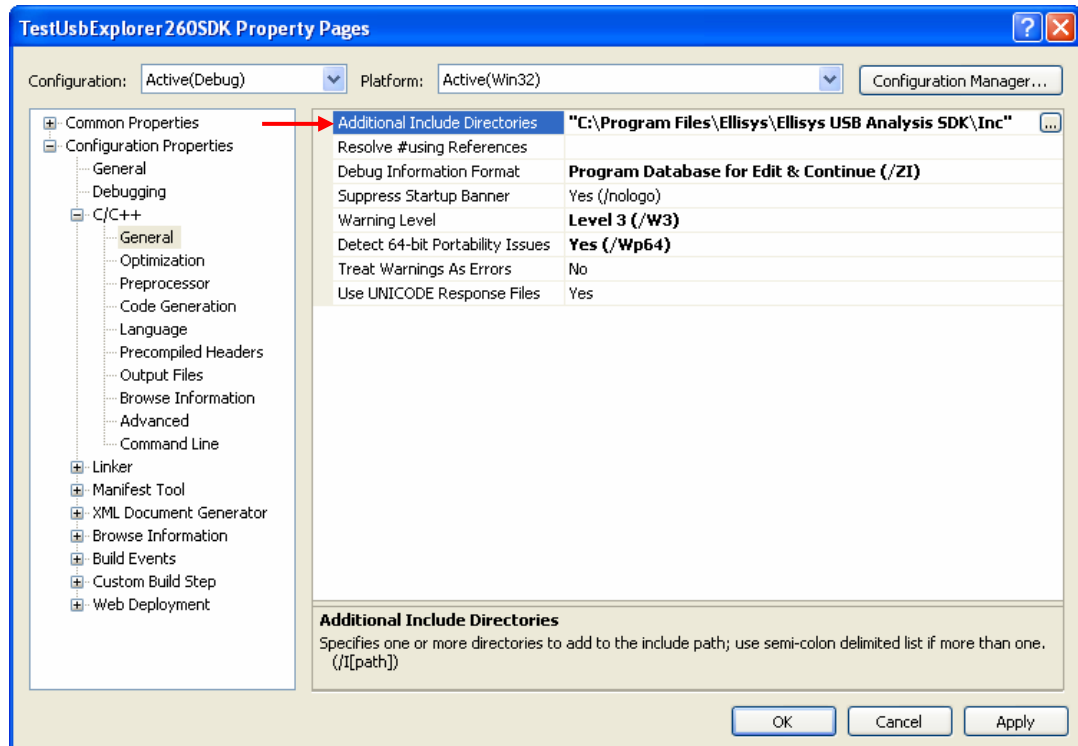 TestUsbExplorer260SDK Property Pages
Configuration: Active(Debug) Platform: Active(Win32) Configuration Manager...
Common Properties
Configuration Properties
General
Debugging
C/C++
General
Optimization
Preprocessor
Code Generation
Language
Precompiled Headers
Output Files
Browse Information
Advanced
Command Line
Linker
Manifest Tool
XML Document Generator
Browse Information
Build Events
Custom Build Step
Web Deployment
Additional Include Directories "C:\Program Files\Ellisys\Ellisys USB Analysis SDK\Inc" ...
Resolve #using References
Debug Information Format Program Database for Edit & Continue (/ZI)
Suppress Startup Banner Yes (/nologo)
Warning Level Level 3 (/W3)
Detect 64-bit Portability Issues Yes (/Wp64)
Treat Warnings As Errors No
Use UNICODE Response Files Yes
Additional Include Directories
Specifies one or more directories to add to the include path; use semi-colon delimited list if more than one.
(/I[path])
OK Cancel Apply